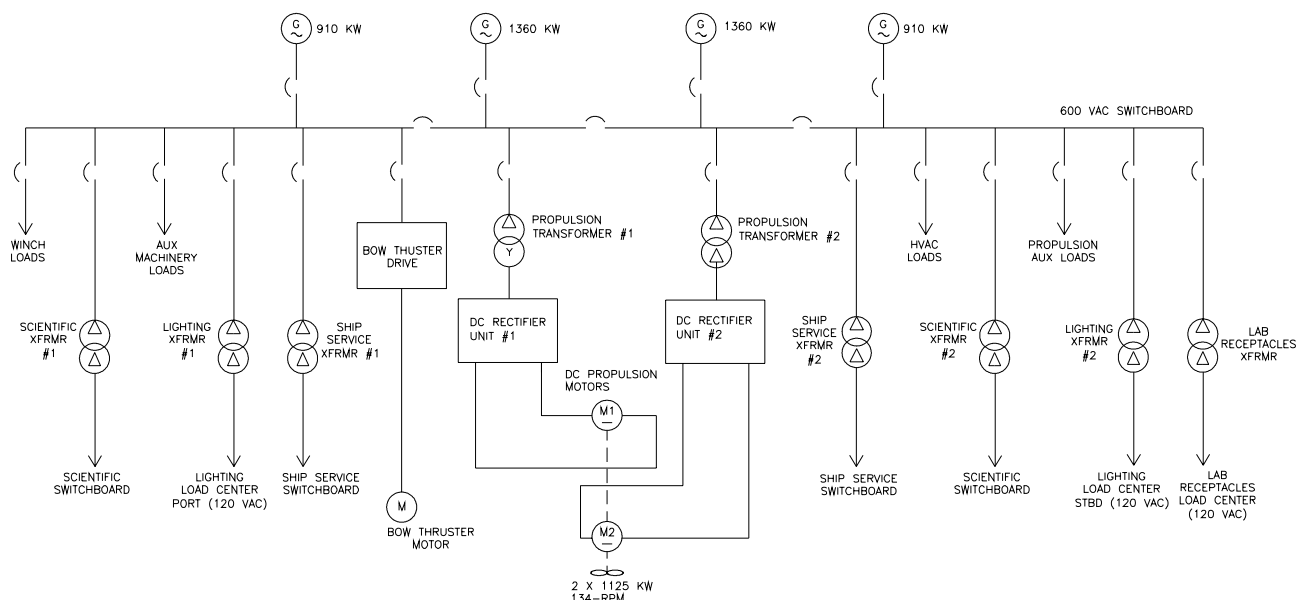 G
910 KW
G
1360 KW
G
1360 KW
G
910 KW
600 VAC SWITCHBOARD
WINCH
LOADS
AUX
MACHINERY
LOADS
BOW THRUSTER
DRIVE
PROPULSION
TRANSFORMER #1
Y
PROPULSION
TRANSFORMER #2
HVAC
LOADS
PROPULSION
AUX LOADS
SCIENTIFIC
XFRMR
#1
LIGHTING
XFRMR
#1
SHIP
SERVICE
XFRMR #1
DC RECTIFIER
UNIT #1
DC RECTIFIER
UNIT #2
SHIP
SERVICE
XFRMR
#2
SCIENTIFIC
XFRMR
#2
LIGHTING
XFRMR
#2
LAB
RECEPTACLES
XFRMR
DC PROPULSION
MOTORS
M1
SCIENTIFIC
SWITCHBOARD
LIGHTING
LOAD CENTER
PORT (120 VAC)
SHIP SERVICE
SWITCHBOARD
M
BOW THRUSTER
MOTOR
M2
2 X 1125 KW
134-RPM
SHIP SERVICE
SWITCHBOARD
SCIENTIFIC
SWITCHBOARD
LIGHTING
LOAD CENTER
STBD (120 VAC)
LAB
RECEPTACLES
LOAD CENTER
(120 VAC)